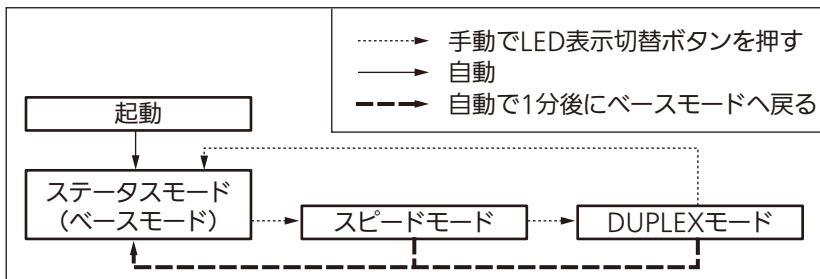 手動でLED表示切替ボタンを押す
自動
自動で1分後にベースモードへ戻る
起動
ステータスモード
（ベースモード）
スピードモード
DUPLEXモード